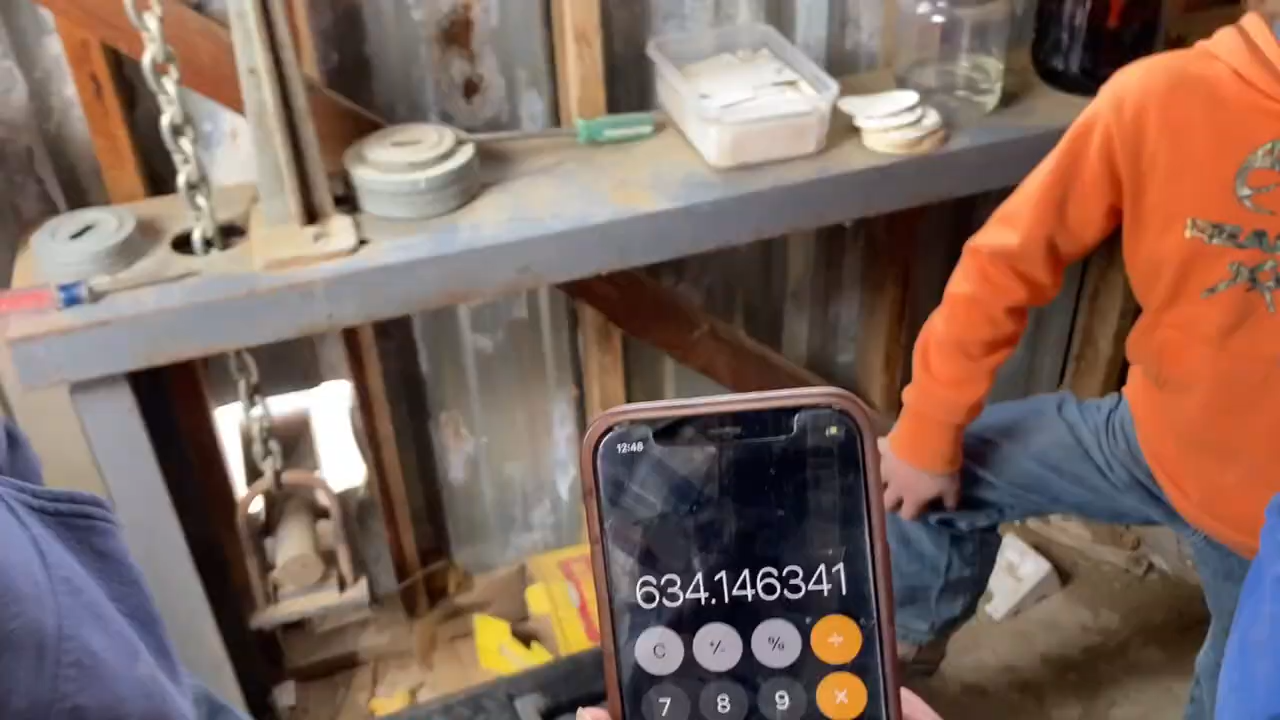 12:48
634.146341
C +/- % ÷
7 8 9 ×